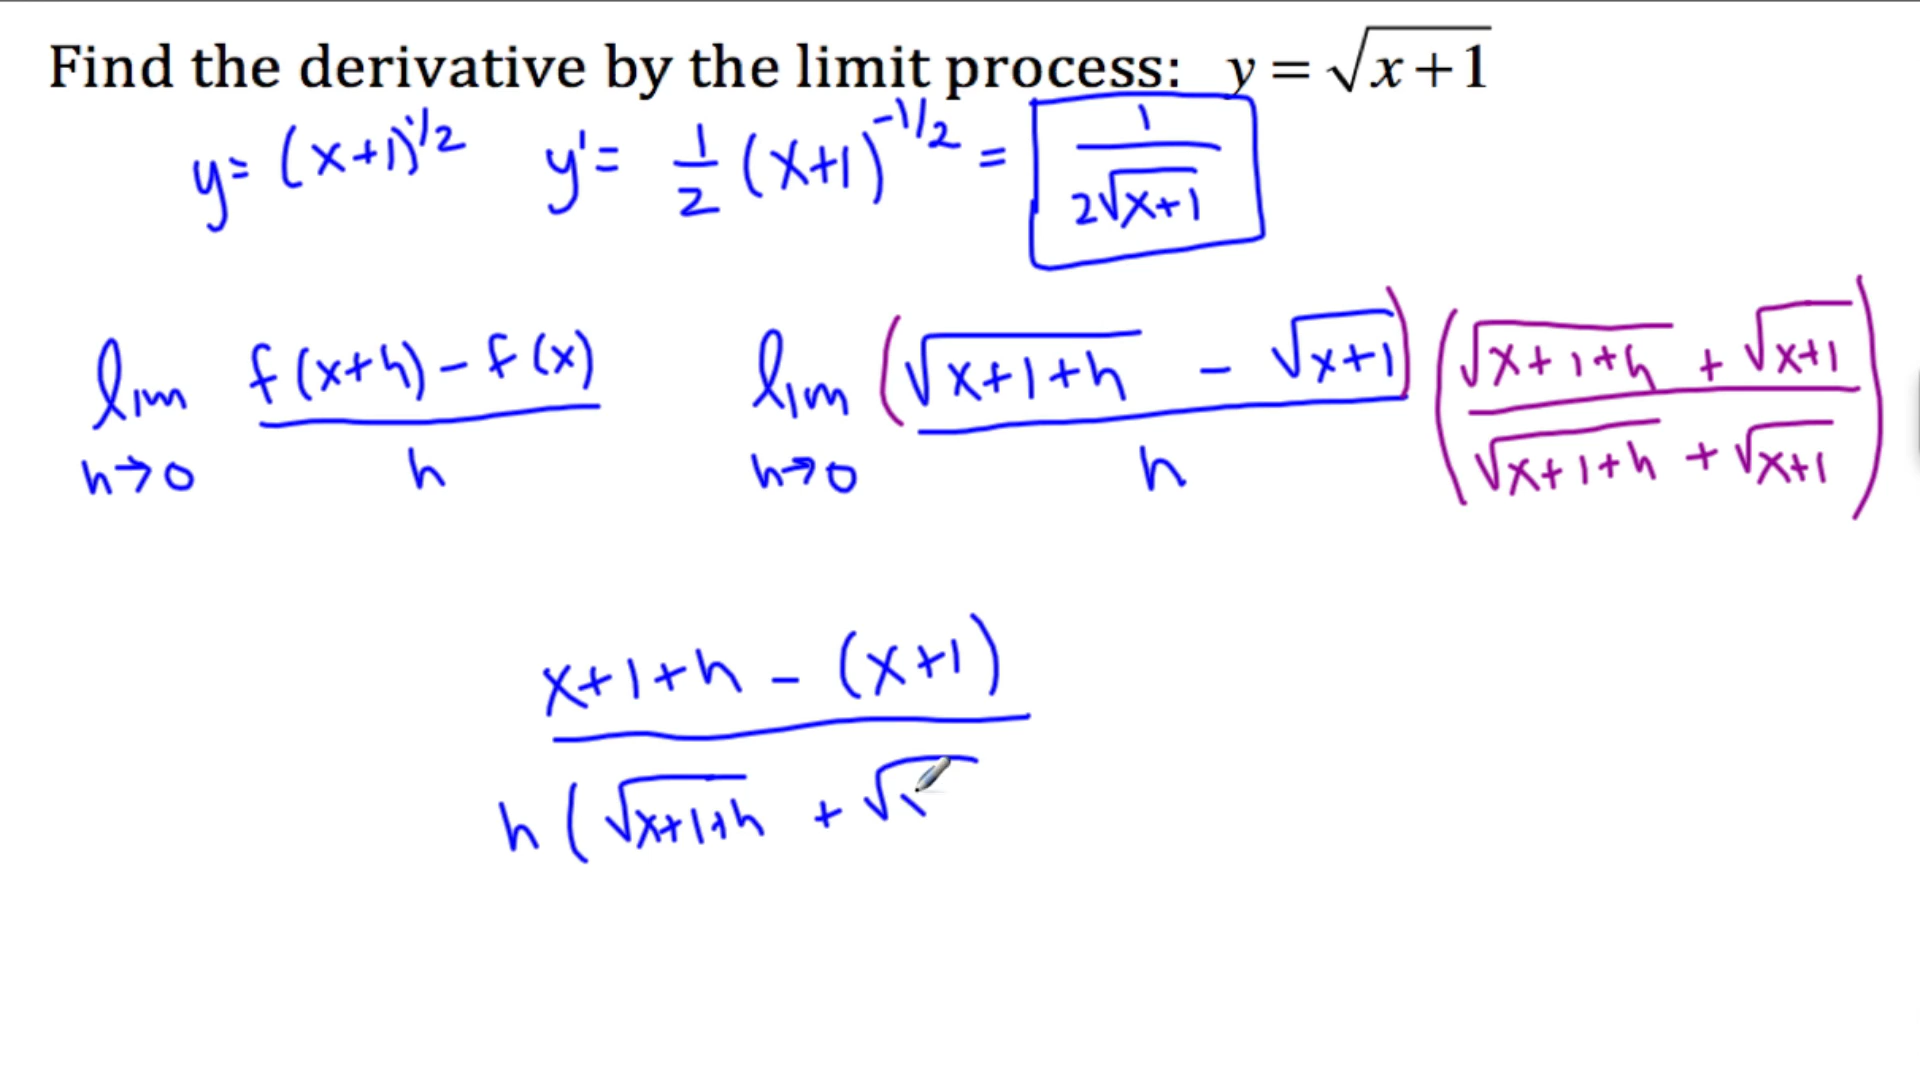 Find the derivative by the limit process: y = √(x+1)
y = (x+1)^1/2 y' = 1/2 (x+1)^-1/2 = 1/(2√(x+1))
lim h→0 (f(x+h) - f(x))/h lim h→0 (√(x+1+h) - √(x+1))/h ((√(x+1+h) + √(x+1))/(√(x+1+h) + √(x+1)))
x+1+h - (x+1)
h(√(x+1+h) + √